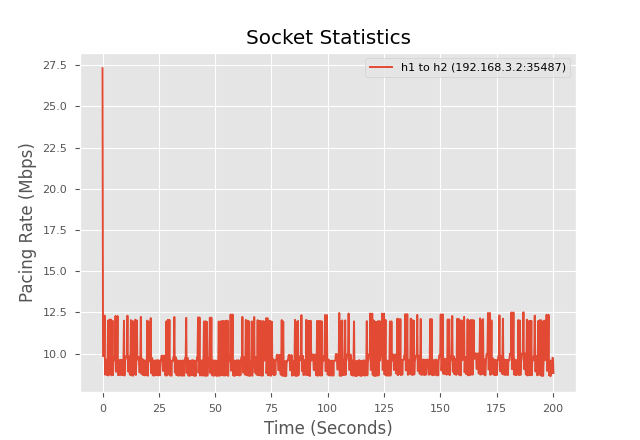 Socket Statistics
h1 to h2 (192.168.3.2:35487)
Pacing Rate (Mbps)
27.5
25.0
22.5
20.0
17.5
15.0
12.5
10.0
0 25 50 75 100 125 150 175 200
Time (Seconds)